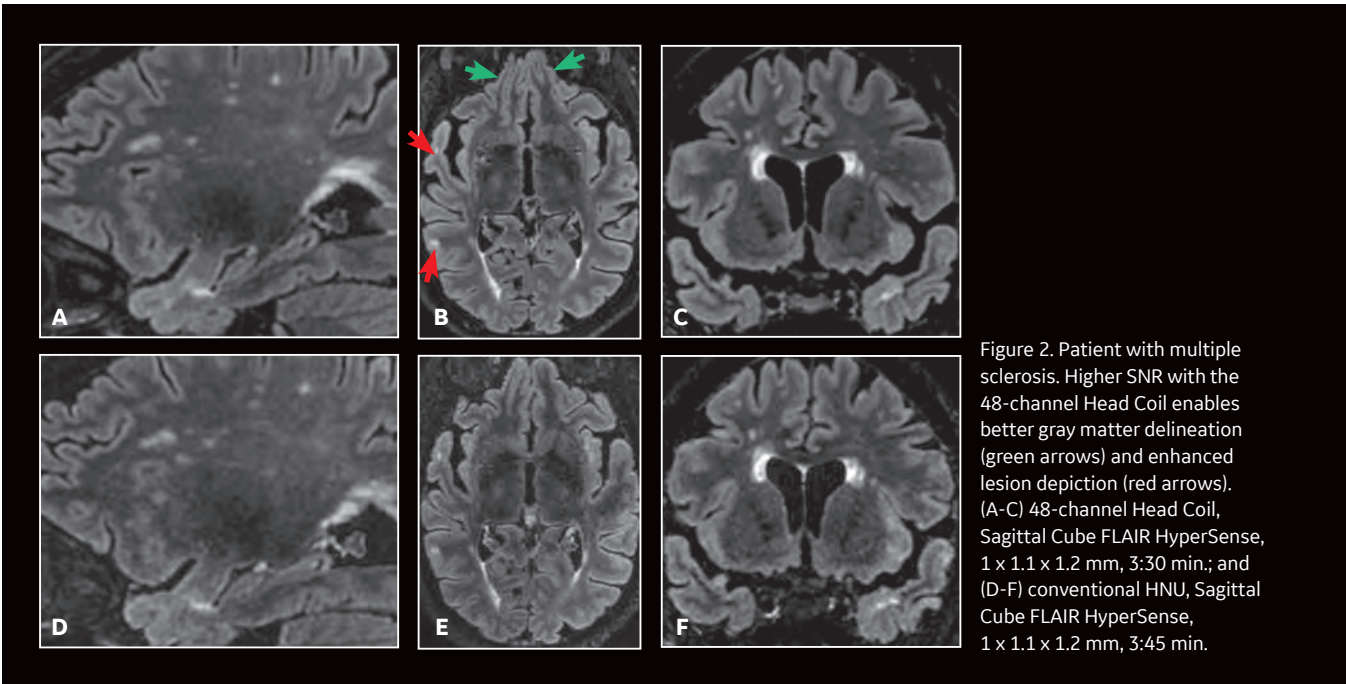 A
B
C
D
E
F
Figure 2. Patient with multiple
sclerosis. Higher SNR with the
48-channel Head Coil enables
better gray matter delineation
(green arrows) and enhanced
lesion depiction (red arrows).
(A-C) 48-channel Head Coil,
Sagittal Cube FLAIR HyperSense,
1 x 1.1 x 1.2 mm, 3:30 min.; and
(D-F) conventional HNU, Sagittal
Cube FLAIR HyperSense,
1 x 1.1 x 1.2 mm, 3:45 min.